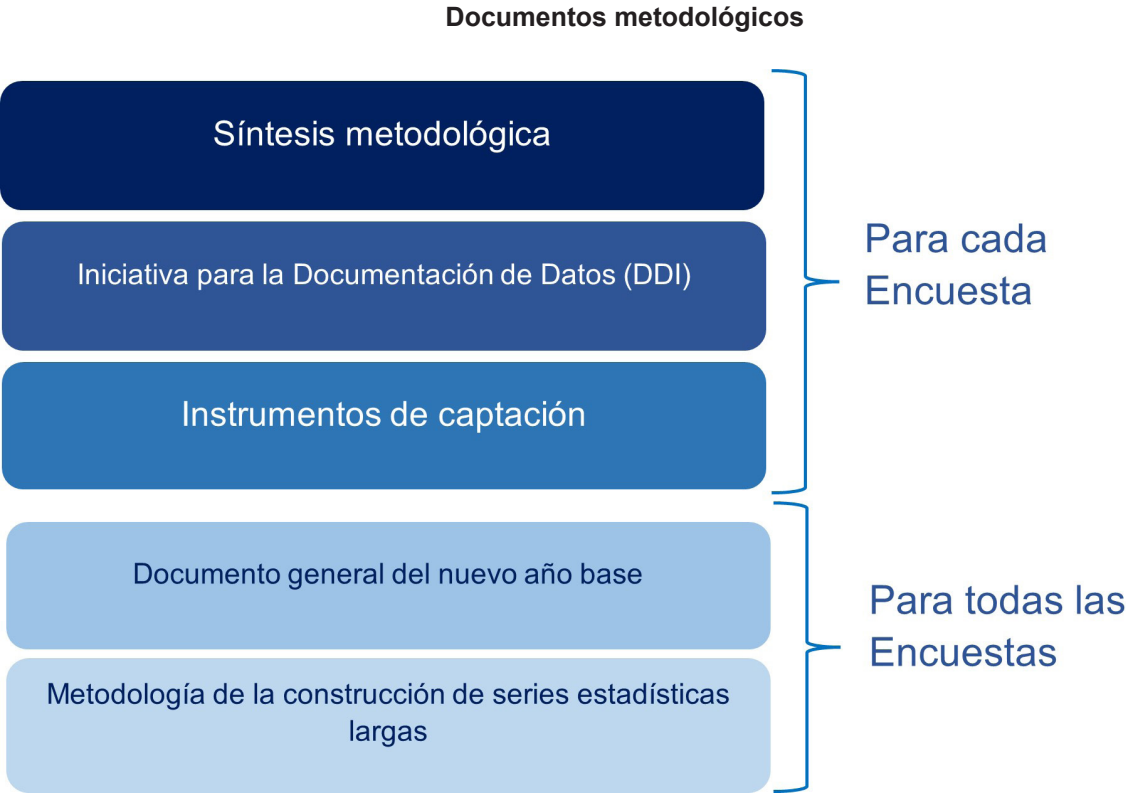 Documentos metodológicos
Síntesis metodológica
Iniciativa para la Documentación de Datos (DDI)
Instrumentos de captación
Para cada
Encuesta
Documento general del nuevo año base
Metodología de la construcción de series estadísticas
largas
Para todas las
Encuestas